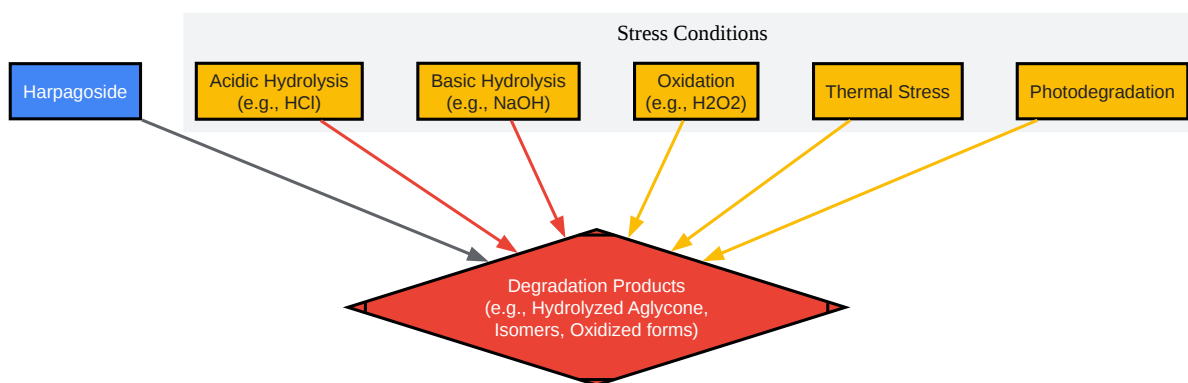 Stress Conditions
Harpagoside
Acidic Hydrolysis
(e.g., HCl)
Basic Hydrolysis
(e.g., NaOH)
Oxidation
(e.g., H2O2)
Thermal Stress
Photodegradation
Degradation Products
(e.g., Hydrolyzed Aglycone,
Isomers, Oxidized forms)